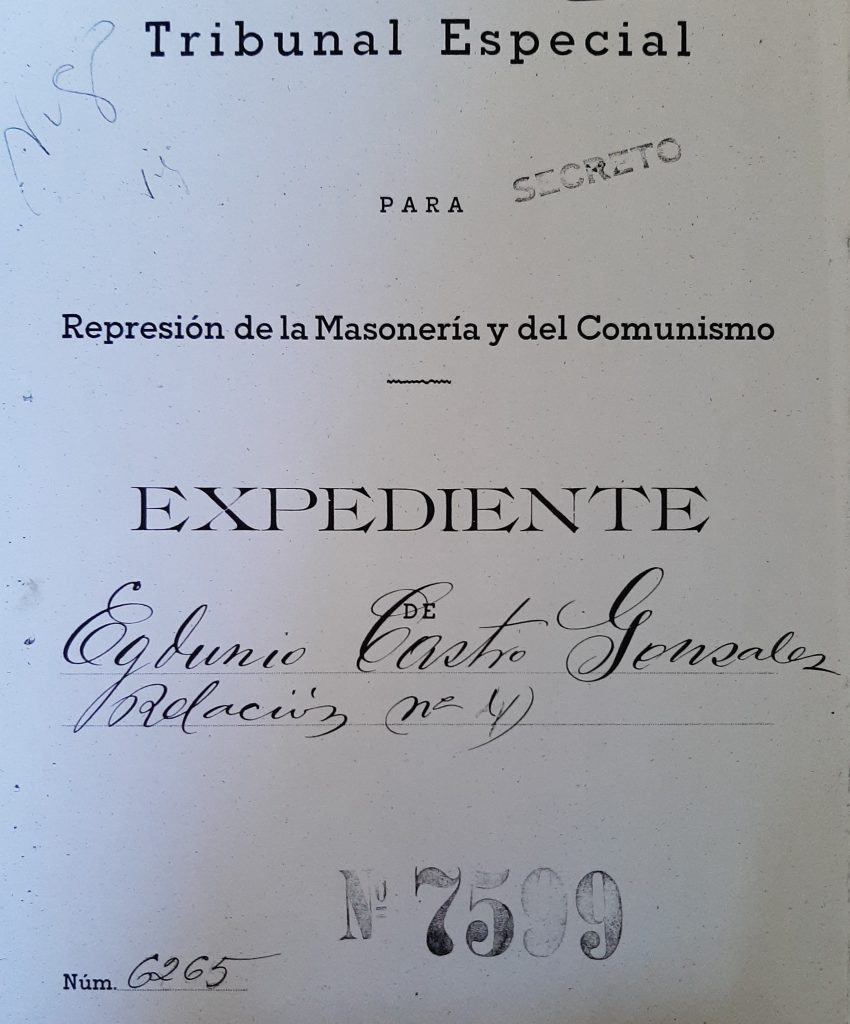 Tribunal Especial
SECRETO
PARA
Represión de la Masonería y del Comunismo
EXPEDIENTE
DE
Egdunio Castro Gonsalez
Relación nº 4)
Nº 7599
Núm. 6265